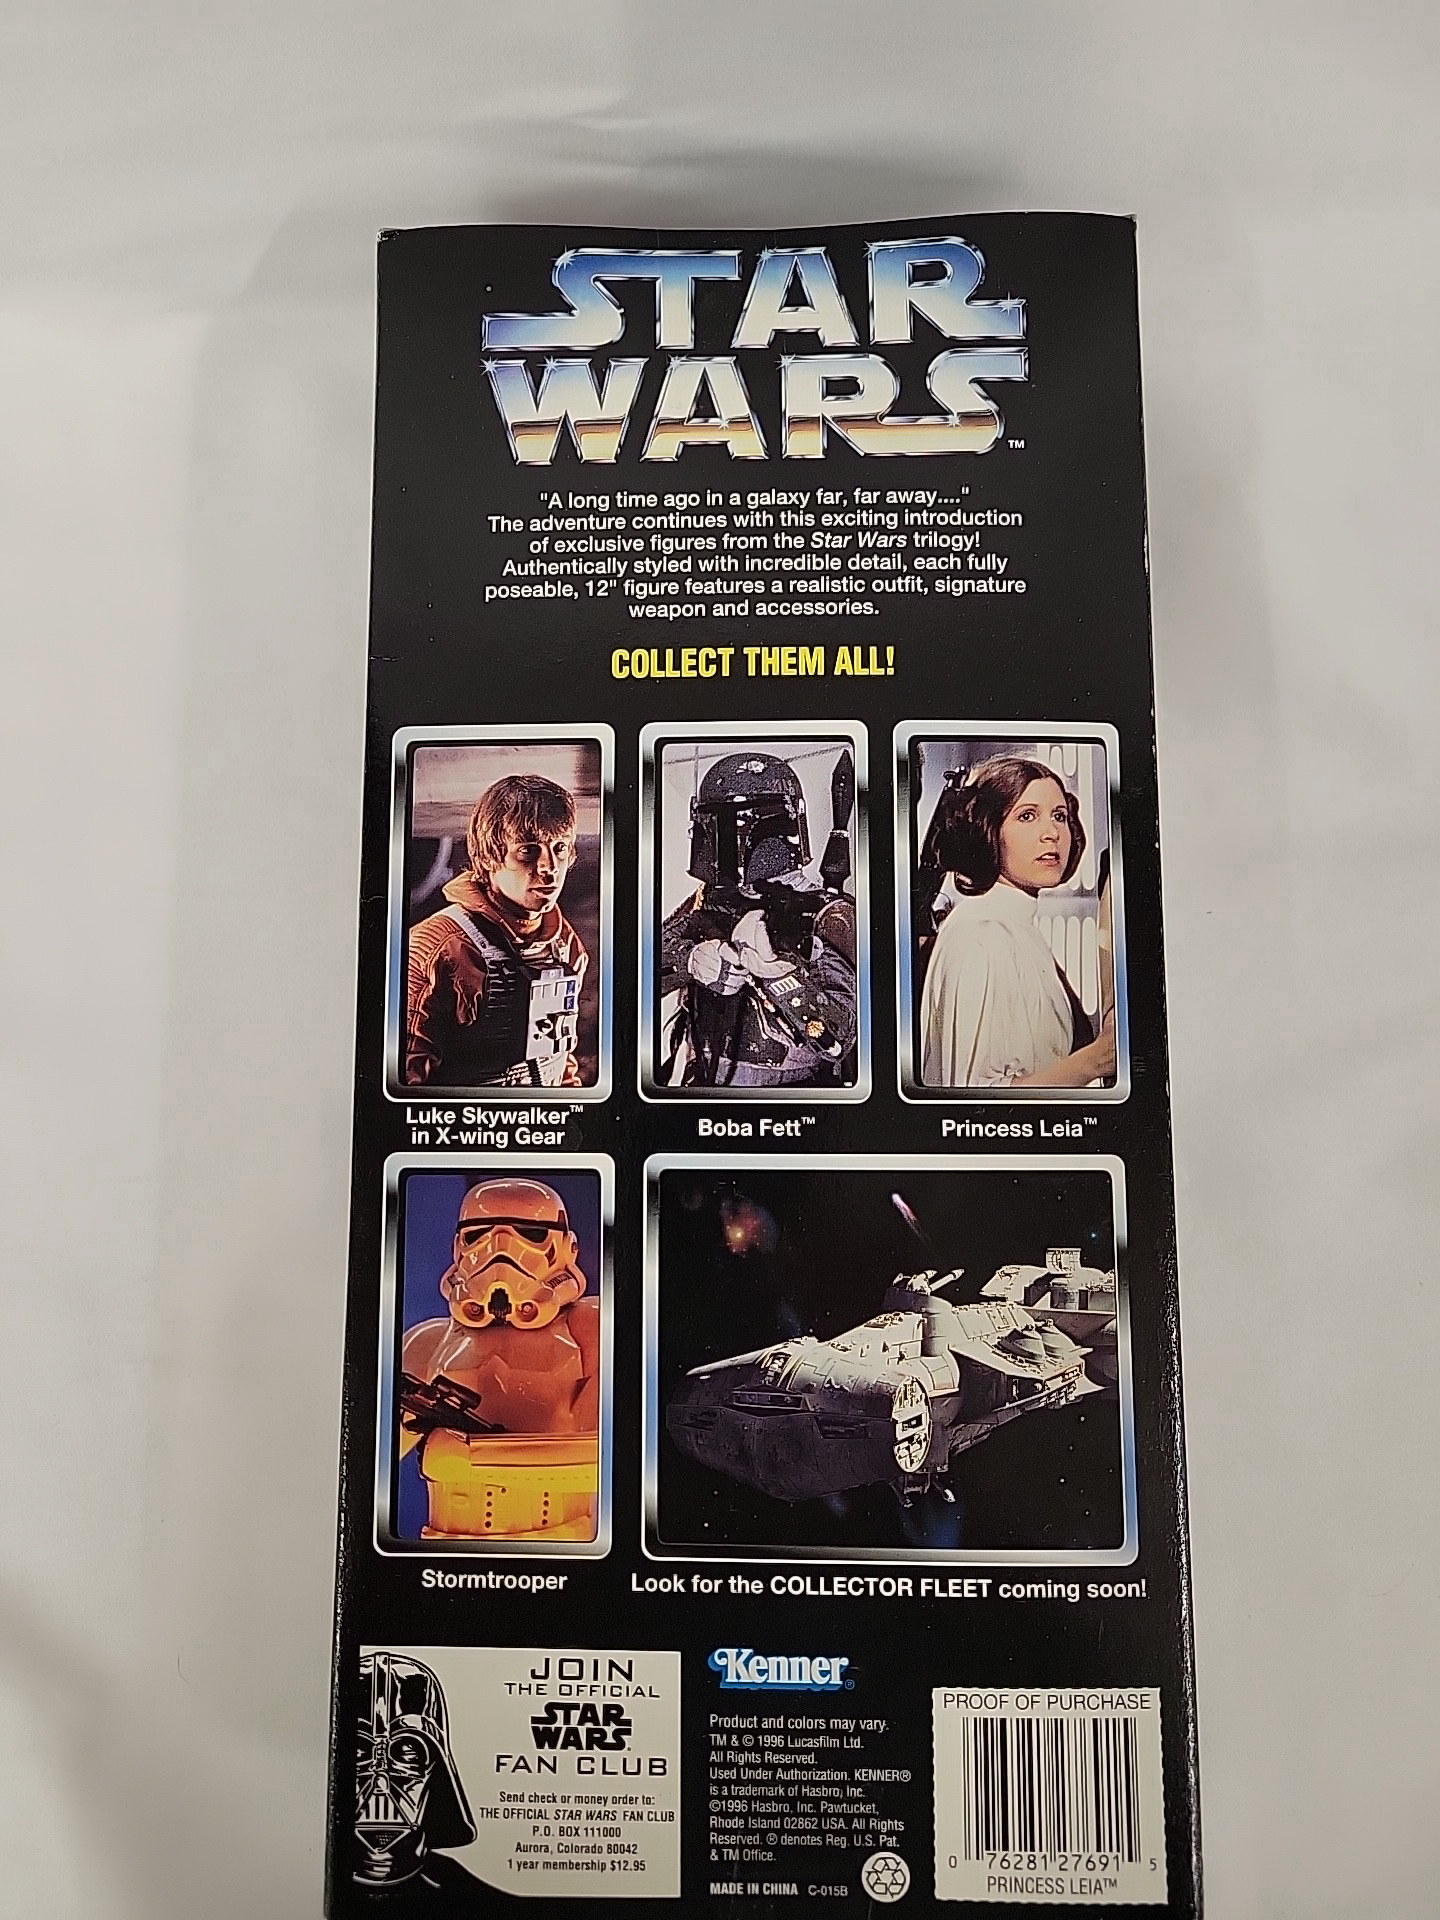 STAR
WARS™
"A long time ago in a galaxy far, far away...."
The adventure continues with this exciting introduction
of exclusive figures from the Star Wars trilogy!
Authentically styled with incredible detail, each fully
poseable, 12" figure features a realistic outfit, signature
weapon and accessories.
COLLECT THEM ALL!
Luke Skywalker™
in X-wing Gear
Boba Fett™
Princess Leia™
Stormtrooper
Look for the COLLECTOR FLEET coming soon!
JOIN
THE OFFICIAL
STAR
WARS®
FAN CLUB
Send check or money order to:
THE OFFICIAL STAR WARS FAN CLUB
P.O. BOX 111000
Aurora, Colorado 80042
1 year membership $12.95
Kenner®
Product and colors may vary.
TM & © 1996 Lucasfilm Ltd.
All Rights Reserved.
Used Under Authorization. KENNER®
is a trademark of Hasbro, Inc.
©1996 Hasbro, Inc. Pawtucket,
Rhode Island 02862 USA. All Rights
Reserved. ® denotes Reg. U.S. Pat.
& TM Office.
MADE IN CHINA C-015B
PROOF OF PURCHASE
0 76281 27691 5
PRINCESS LEIA™